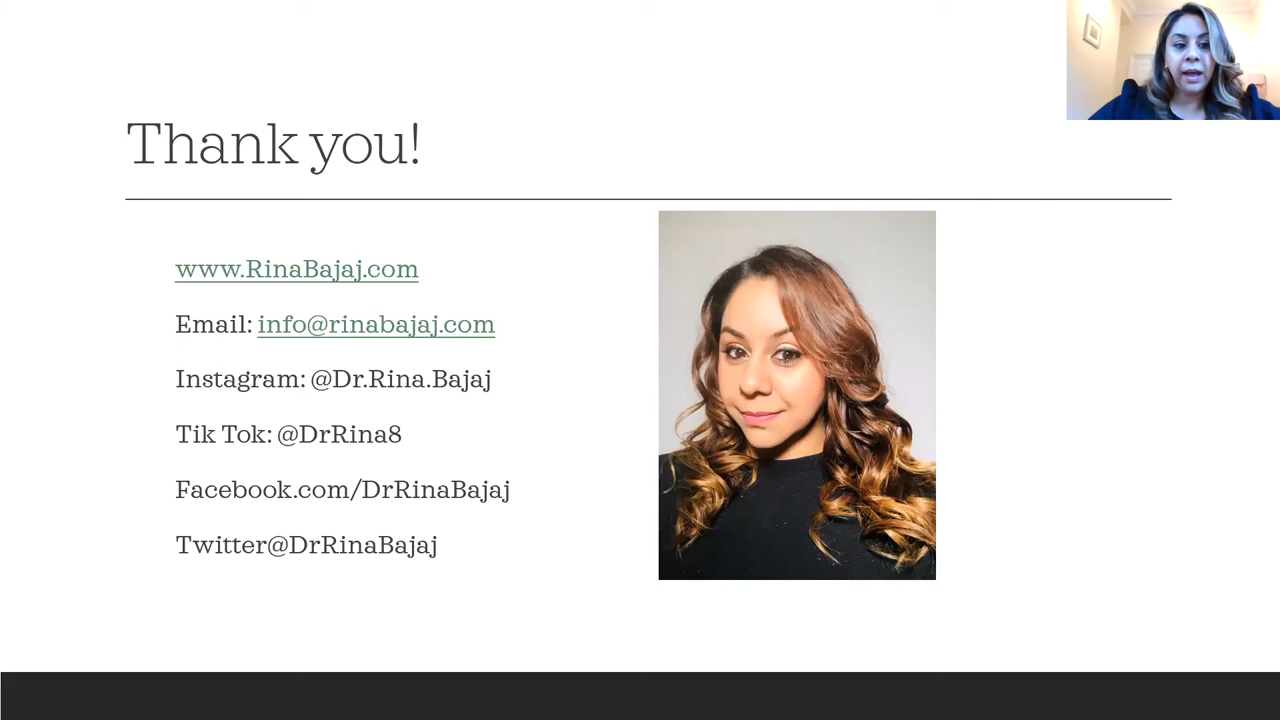 Thank you!
www.RinaBajaj.com
Email: info@rinabajaj.com
Instagram: @Dr.Rina.Bajaj
Tik Tok: @DrRina8
Facebook.com/DrRinaBajaj
Twitter@DrRinaBajaj